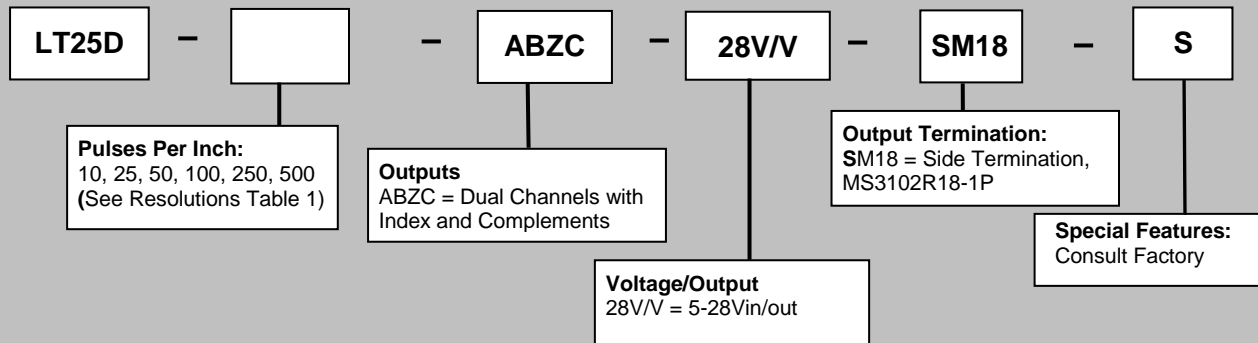 LT25D – – ABZC – 28V/V – SM18 – S
Pulses Per Inch:
10, 25, 50, 100, 250, 500
(See Resolutions Table 1)
Outputs
ABZC = Dual Channels with
Index and Complements
Voltage/Output
28V/V = 5-28Vin/out
Output Termination:
SM18 = Side Termination,
MS3102R18-1P
Special Features:
Consult Factory